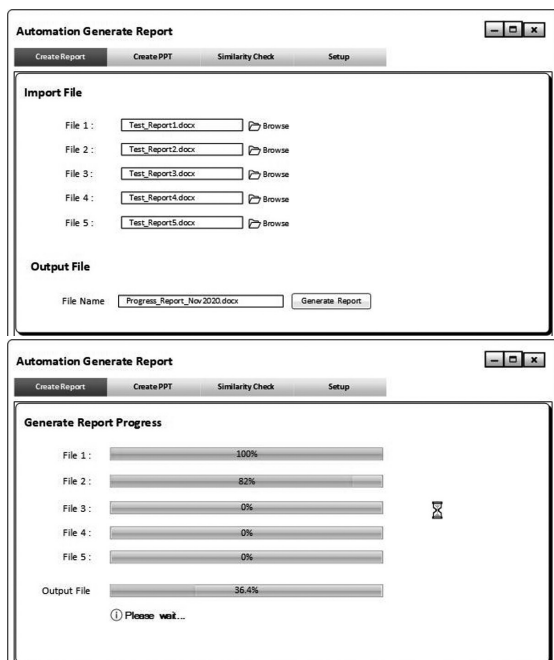 Automation Generate Report
Create Report Create PPT Similarity Check Setup
Import File
File 1 : Test_Report1.docx Browse
File 2 : Test_Report2.docx Browse
File 3 : Test_Report3.docx Browse
File 4 : Test_Report4.docx Browse
File 5 : Test_Report5.docx Browse
Output File
File Name Progress_Report_Nov2020.docx Generate Report
Automation Generate Report
Create Report Create PPT Similarity Check Setup
Generate Report Progress
File 1 : 100%
File 2 : 82%
File 3 : 0%
File 4 : 0%
File 5 : 0%
Output File 36.4%
Please wait...